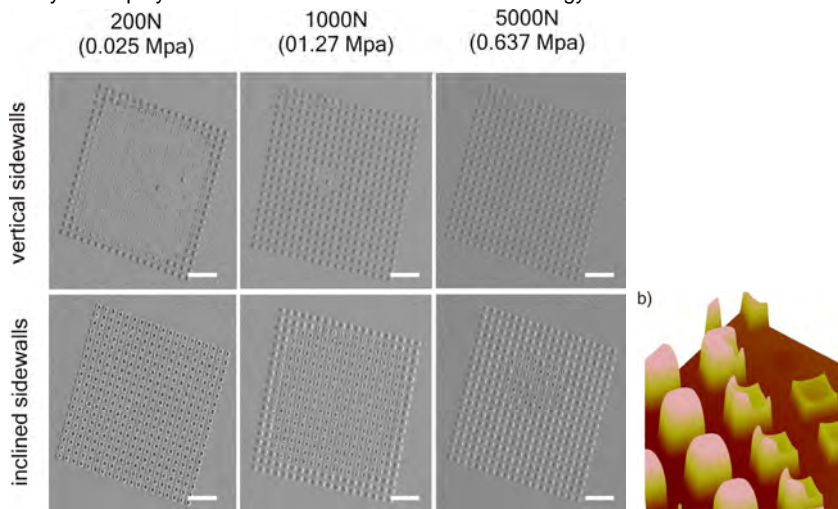 200N
(0.025 Mpa)
1000N
(01.27 Mpa)
5000N
(0.637 Mpa)
vertical sidewalls
inclined sidewalls
b)